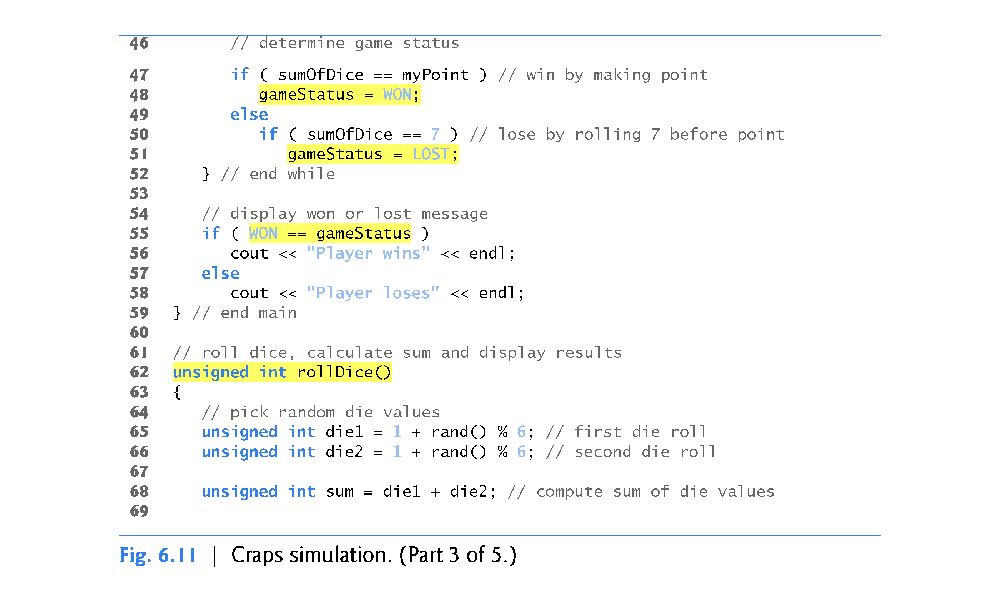 46 // determine game status
47 if ( sumOfDice == myPoint ) // win by making point
48 gameStatus = WON;
49 else
50 if ( sumOfDice == 7 ) // lose by rolling 7 before point
51 gameStatus = LOST;
52 } // end while
53
54 // display won or lost message
55 if ( WON == gameStatus )
56 cout << "Player wins" << endl;
57 else
58 cout << "Player loses" << endl;
59 } // end main
60
61 // roll dice, calculate sum and display results
62 unsigned int rollDice()
63 {
64 // pick random die values
65 unsigned int die1 = 1 + rand() % 6; // first die roll
66 unsigned int die2 = 1 + rand() % 6; // second die roll
67
68 unsigned int sum = die1 + die2; // compute sum of die values
69
Fig. 6.11 | Craps simulation. (Part 3 of 5.)